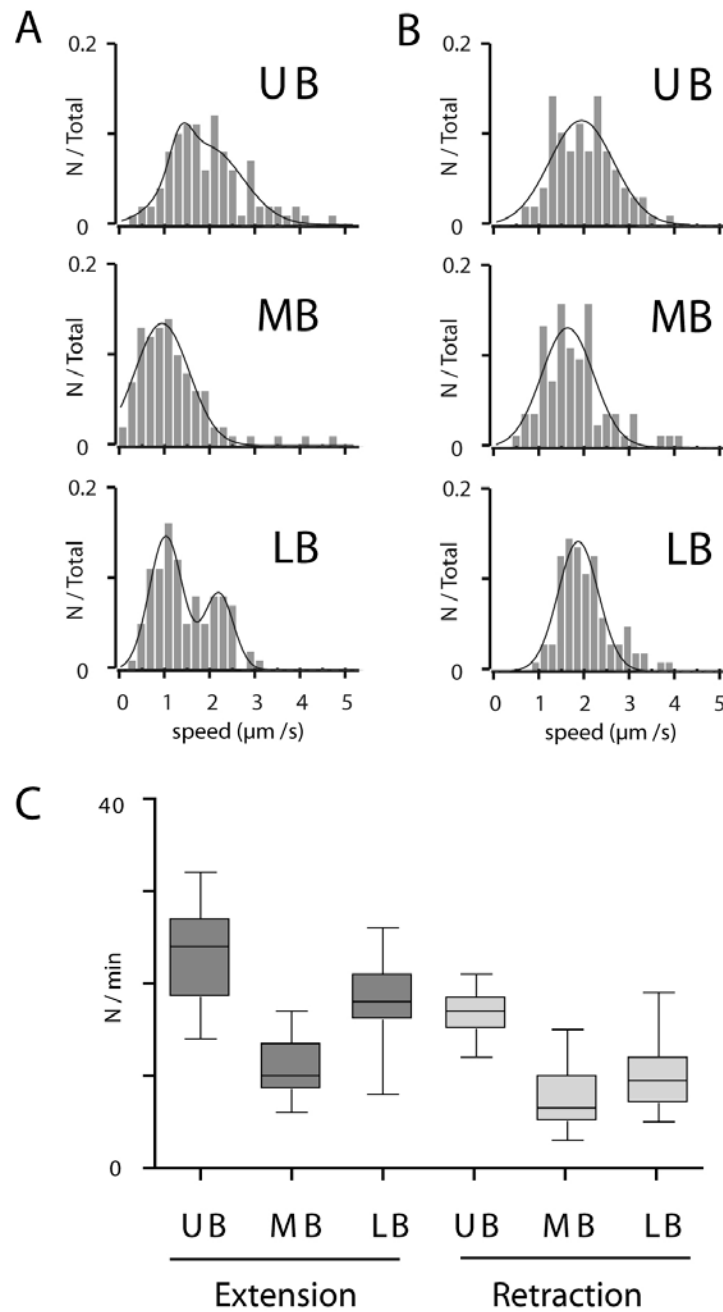 A
B
0.2
UB
N / Total
0
0.2
UB
N / Total
0
0.2
MB
N / Total
0
0.2
MB
N / Total
0
0.2
LB
N / Total
0
0 1 2 3 4 5
speed (µm /s)
0.2
LB
N / Total
0
0 1 2 3 4 5
speed (µm /s)
C
40
N / min
0
UB MB LB UB MB LB
Extension Retraction